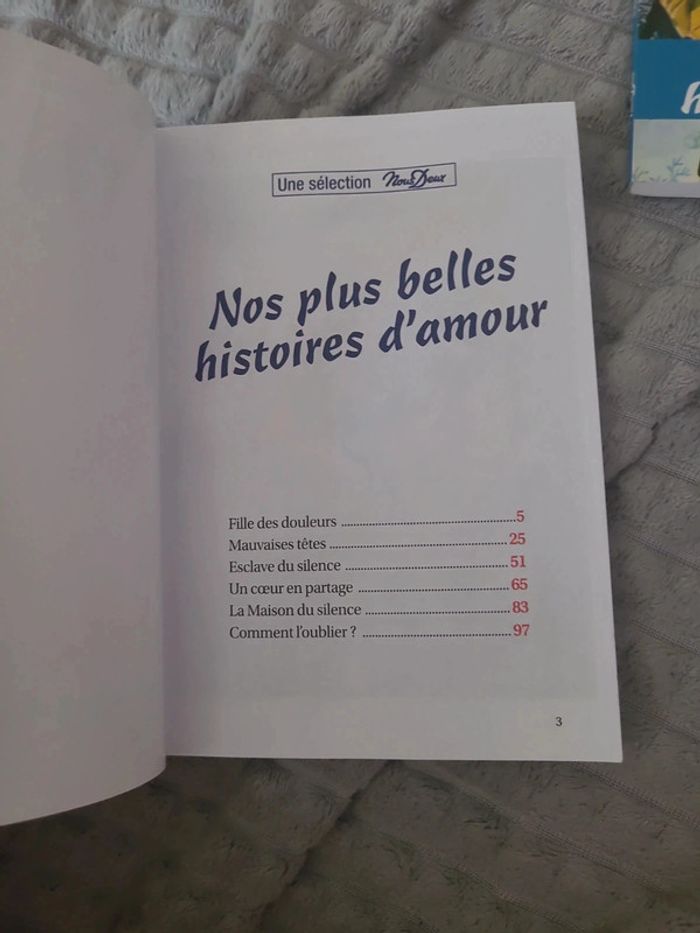 Une sélection Nous Deux
Nos plus belles
histoires d'amour
Fille des douleurs ........................................................5
Mauvaises têtes ........................................................25
Esclave du silence ....................................................51
Un cœur en partage ................................................65
La Maison du silence ...............................................83
Comment l'oublier ? ................................................97
3
h